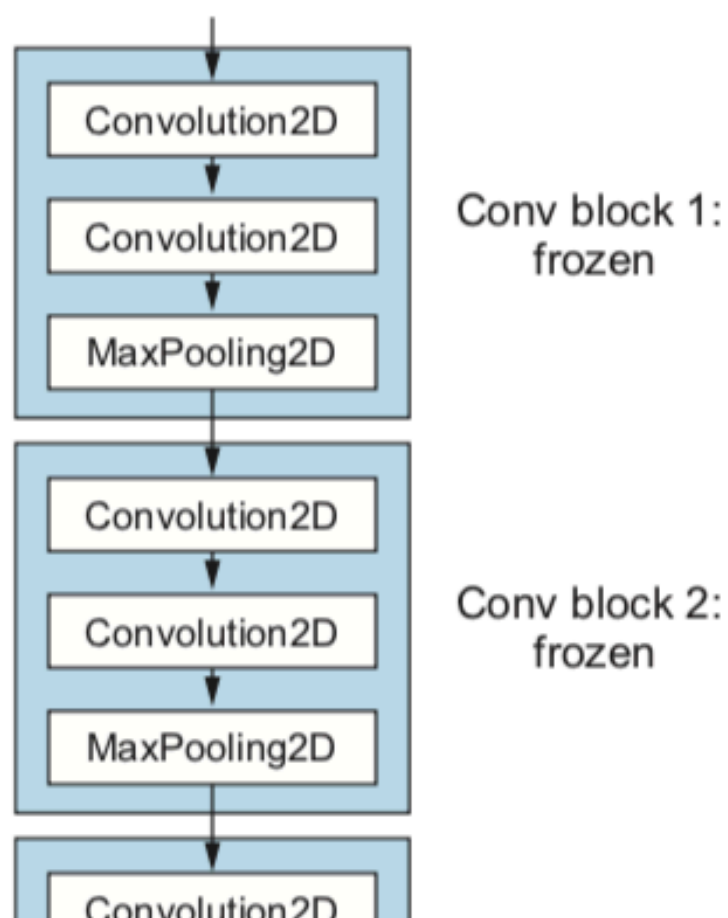 Convolution2D
Convolution2D
MaxPooling2D
Conv block 1:
frozen
Convolution2D
Convolution2D
MaxPooling2D
Conv block 2:
frozen
Convolution2D